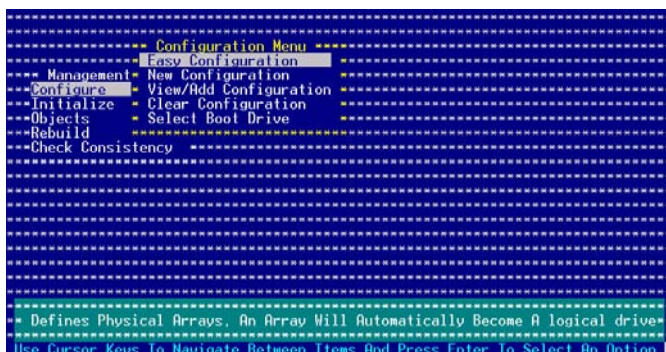 Configuration Menu
Easy Configuration
Management
New Configuration
Configure
View/Add Configuration
Initialize
Clear Configuration
Objects
Select Boot Drive
Rebuild
Check Consistency
Defines Physical Arrays, An Array Will Automatically Become A logical drive
Use Cursor Keys To Navigate Between Items And Press Enter To Select An Option